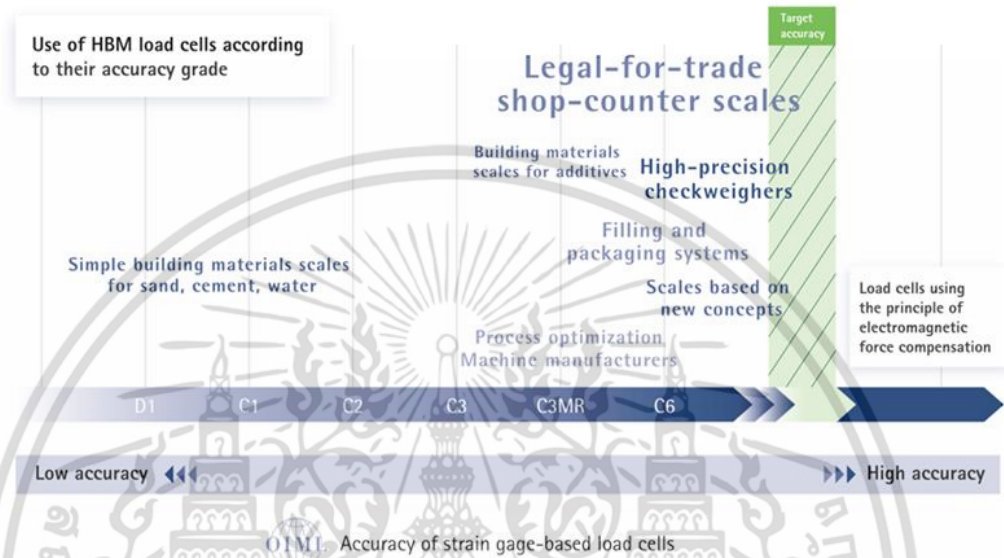 Use of HBM load cells according
to their accuracy grade
Target
accuracy
Legal-for-trade
shop-counter scales
Building materials
scales for additives
High-precision
checkweighers
Filling and
packaging systems
Simple building materials scales
for sand, cement, water
Scales based on
new concepts
Load cells using
the principle of
electromagnetic
force compensation
Process optimization
Machine manufacturers
D1 C1 C2 C3 C3MR C6
Low accuracy
High accuracy
OIML Accuracy of strain gage-based load cells